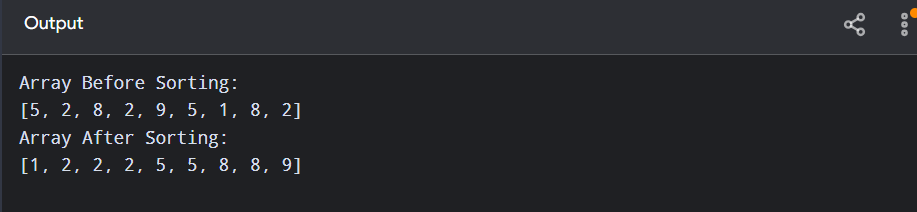 Output
Array Before Sorting:
[5, 2, 8, 2, 9, 5, 1, 8, 2]
Array After Sorting:
[1, 2, 2, 2, 5, 5, 8, 8, 9]